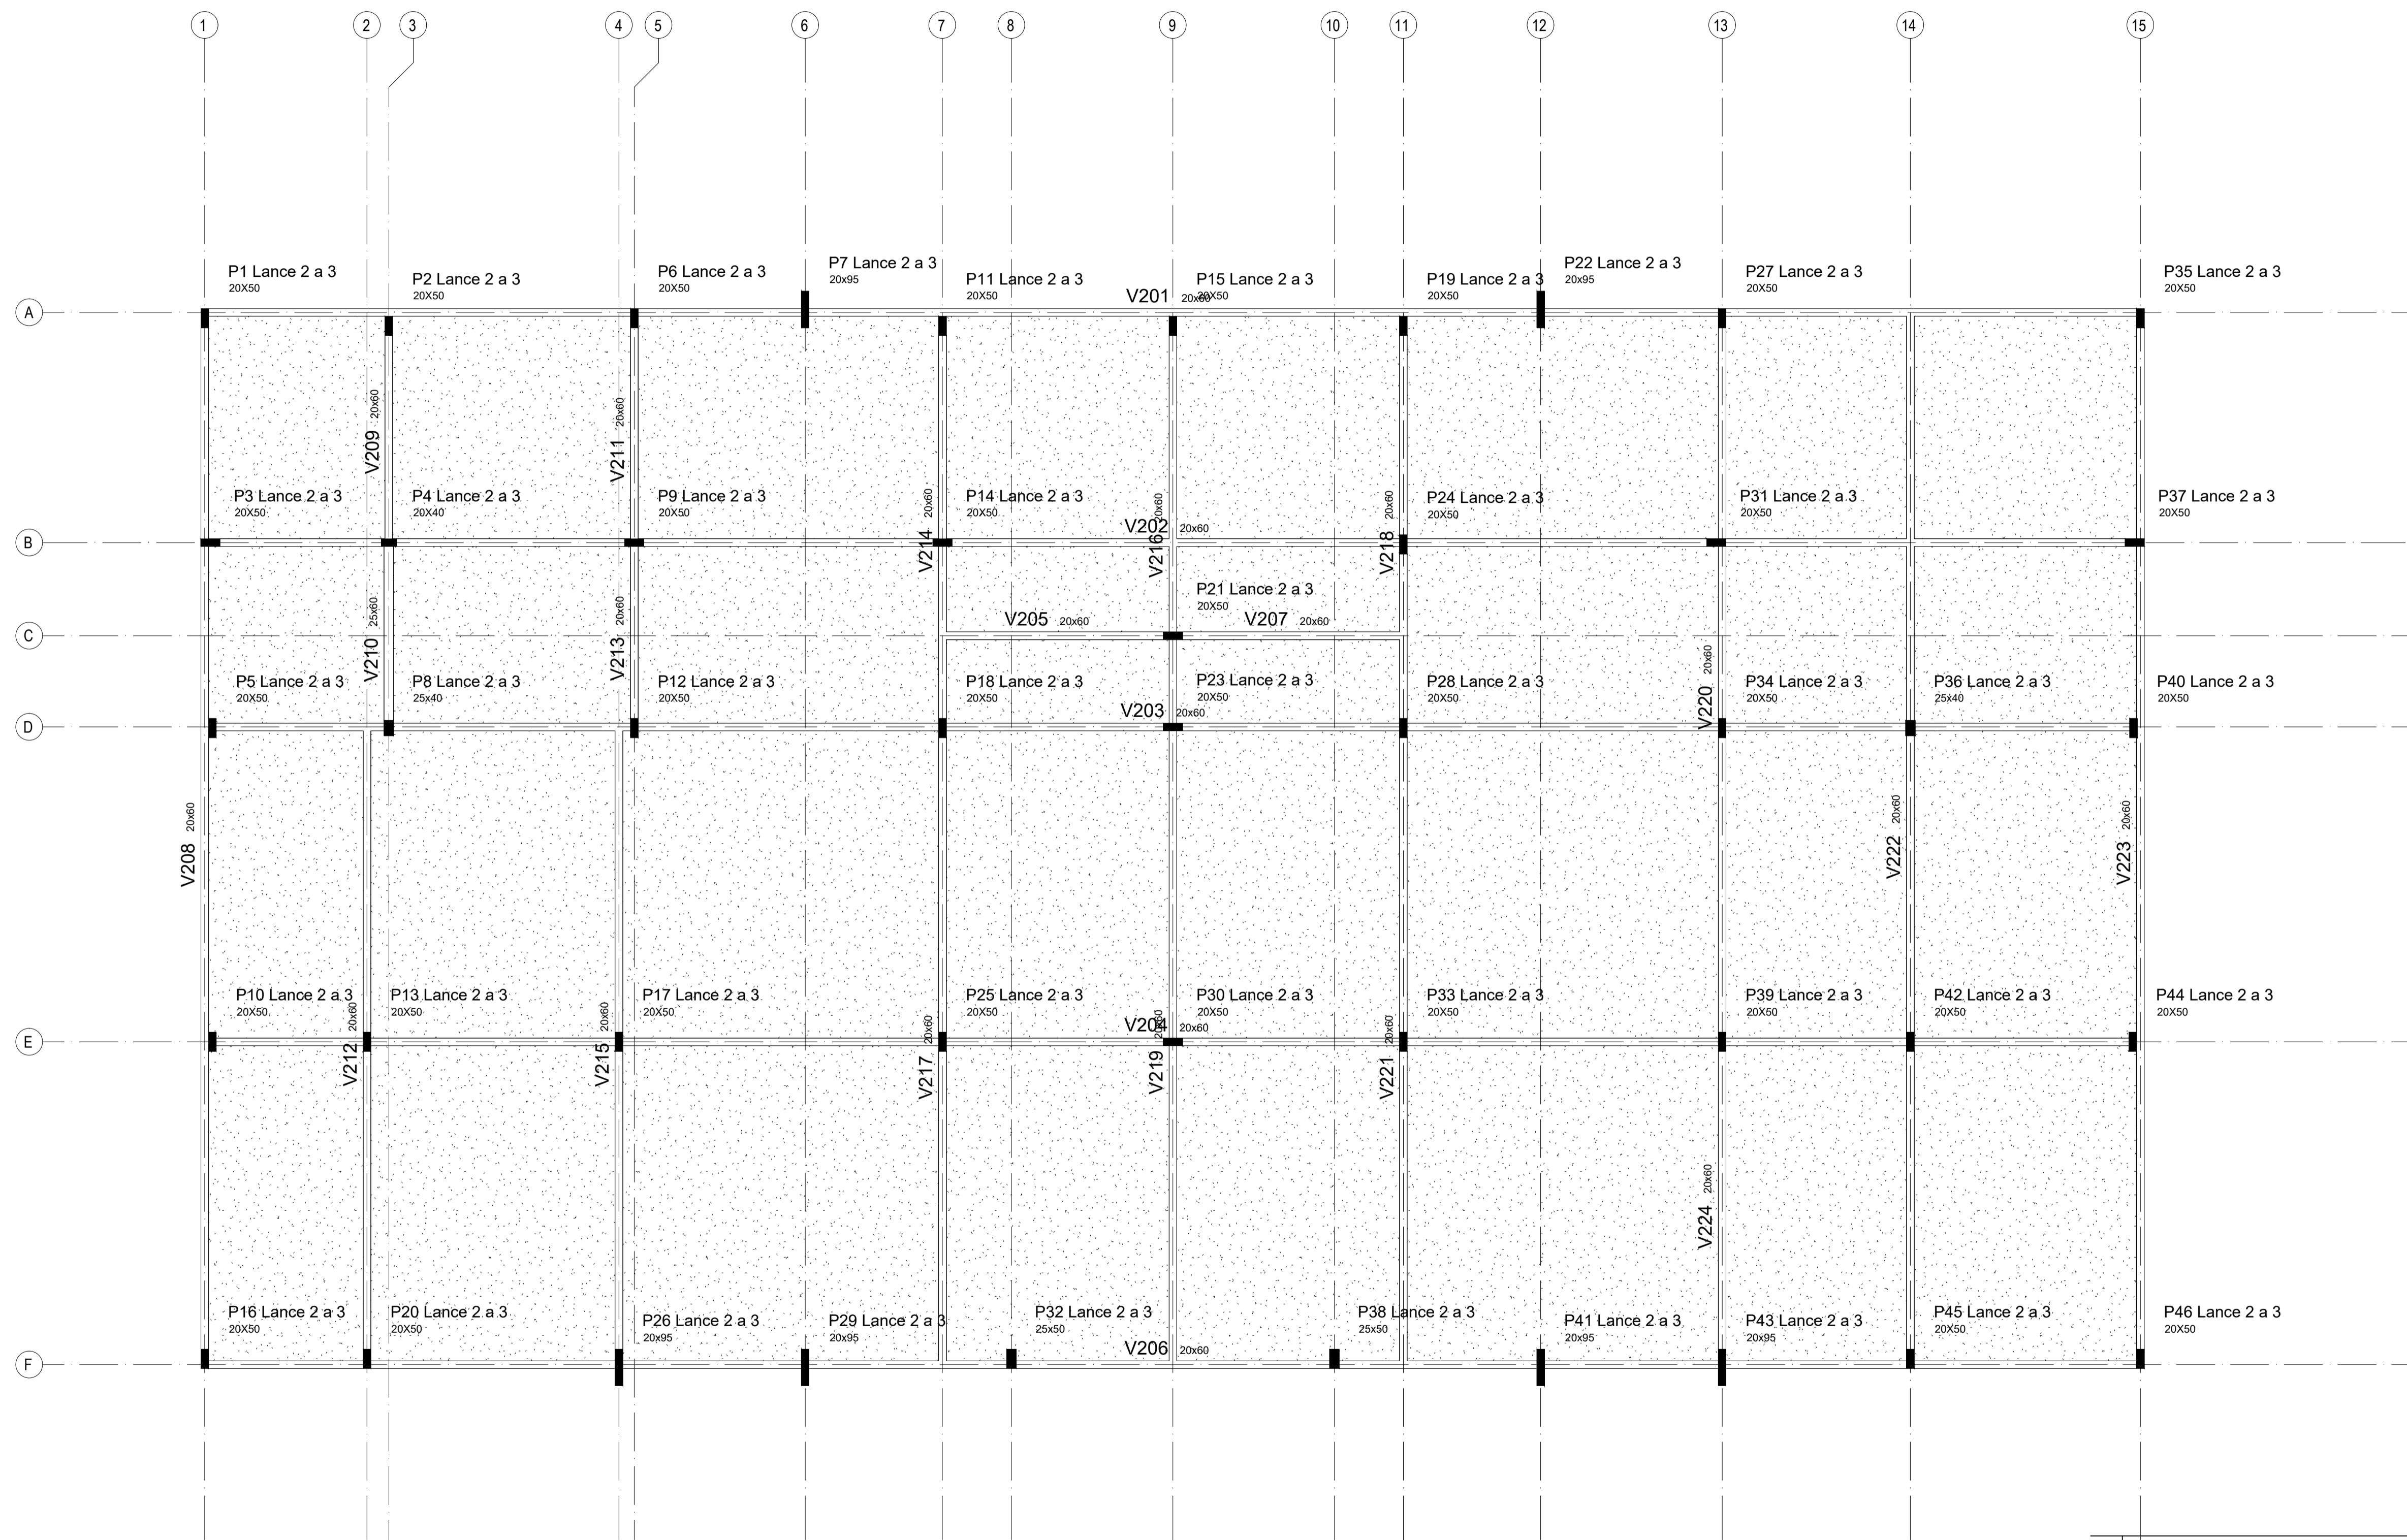 1 2 3 4 5 6 7 8 9 10 11 12 13 14 15
P7 Lance 2 a 3
20x95
P22 Lance 2 a 3
20x95
P1 Lance 2 a 3
20X50
P2 Lance 2 a 3
20X50
P6 Lance 2 a 3
20X50
P11 Lance 2 a 3
20X50
V201 20x60
P15 Lance 2 a 3
20X50
P19 Lance 2 a 3
20X50
P27 Lance 2 a 3
20X50
P35 Lance 2 a 3
20X50
A
V209 20x60
V211 20x60
P3 Lance 2 a 3
20X50
P4 Lance 2 a 3
20X40
P9 Lance 2 a 3
20X50
V214 20x60
P14 Lance 2 a 3
20X50
V216 20x60
V218 20x60
P24 Lance 2 a 3
20X50
P31 Lance 2 a 3
20X50
P37 Lance 2 a 3
20X50
V202 20x60
B
P21 Lance 2 a 3
20X50
V205 20x60
V207 20x60
C
V210 25x60
V213 20x60
V220 20x60
P5 Lance 2 a 3
20X50
P8 Lance 2 a 3
25x40
P12 Lance 2 a 3
20X50
P18 Lance 2 a 3
20X50
P23 Lance 2 a 3
20X50
P28 Lance 2 a 3
20X50
P34 Lance 2 a 3
20X50
P36 Lance 2 a 3
25x40
P40 Lance 2 a 3
20X50
V203 20x60
D
V208 20x60
V222 20x60
V223 20x60
P10 Lance 2 a 3
20X50
P13 Lance 2 a 3
20X50
P17 Lance 2 a 3
20X50
P25 Lance 2 a 3
20X50
P30 Lance 2 a 3
20X50
P33 Lance 2 a 3
20X50
P39 Lance 2 a 3
20X50
P42 Lance 2 a 3
20X50
P44 Lance 2 a 3
20X50
V204 20x60
E
V212 20x60
V215 20x60
V217 20x60
V219 20x60
V221 20x60
V224 20x60
P16 Lance 2 a 3
20X50
P20 Lance 2 a 3
20X50
P26 Lance 2 a 3
20x95
P29 Lance 2 a 3
20x95
P32 Lance 2 a 3
25x50
P38 Lance 2 a 3
25x50
P41 Lance 2 a 3
20x95
P43 Lance 2 a 3
20x95
P45 Lance 2 a 3
20X50
P46 Lance 2 a 3
20X50
V206 20x60
F